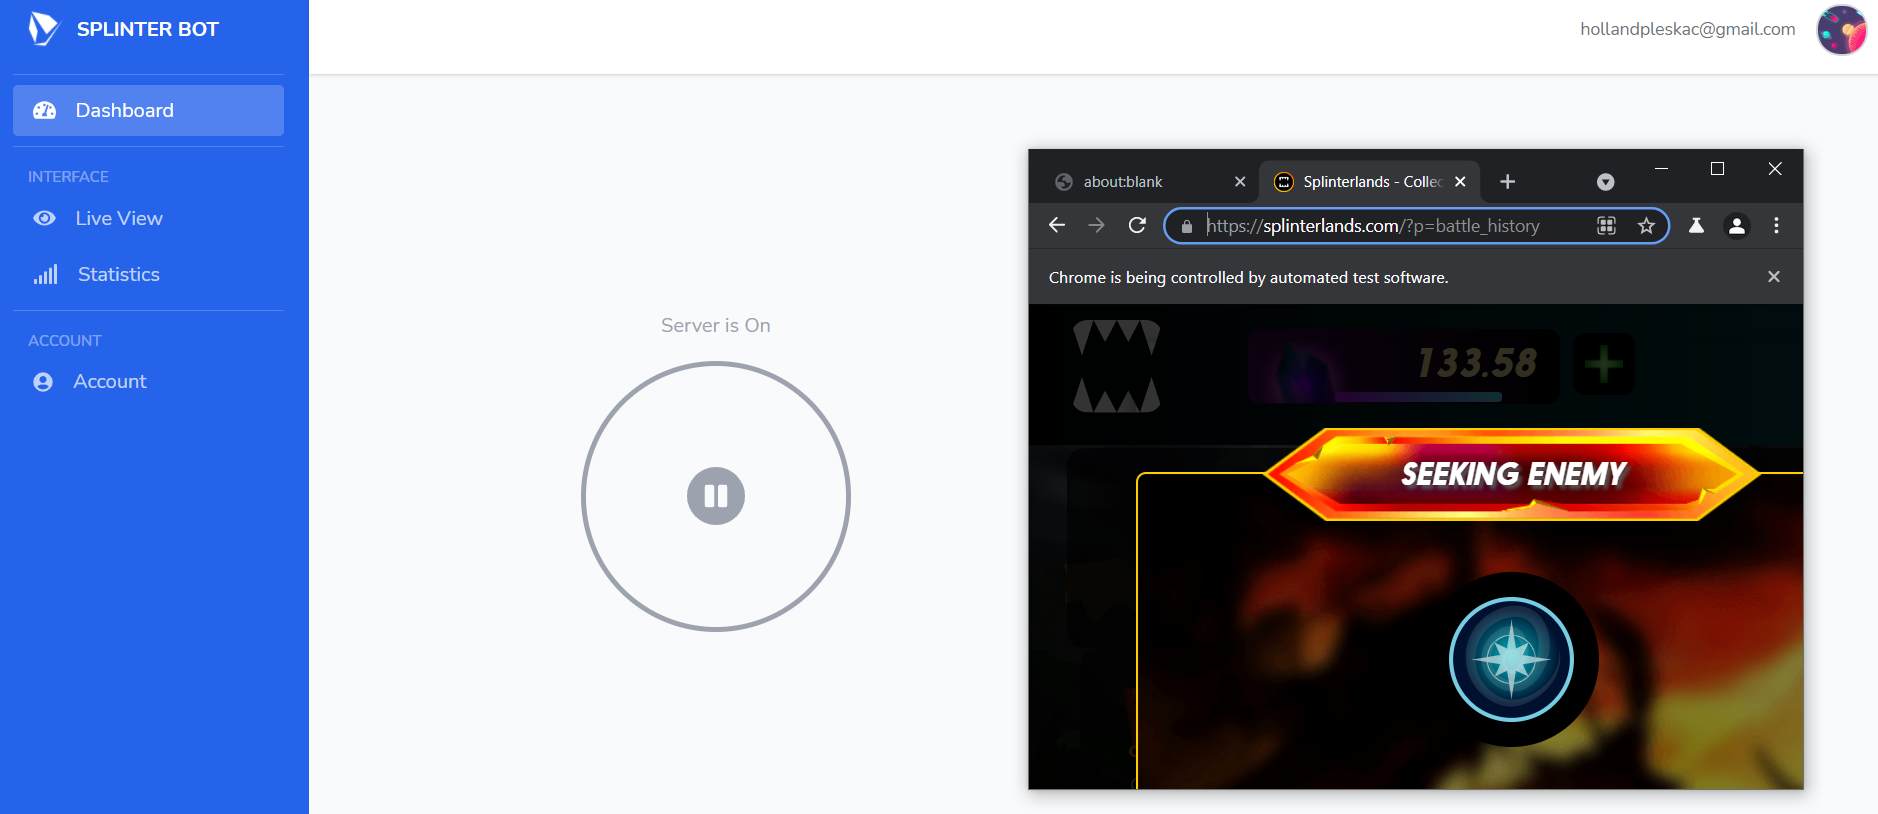 SPLINTER BOT
hollandpleskac@gmail.com
Dashboard
INTERFACE
Live View
Statistics
ACCOUNT
Account
Server is On
about:blank
Splinterlands - Collec
https://splinterlands.com/?p=battle_history
Chrome is being controlled by automated test software.
133.58
SEEKING ENEMY